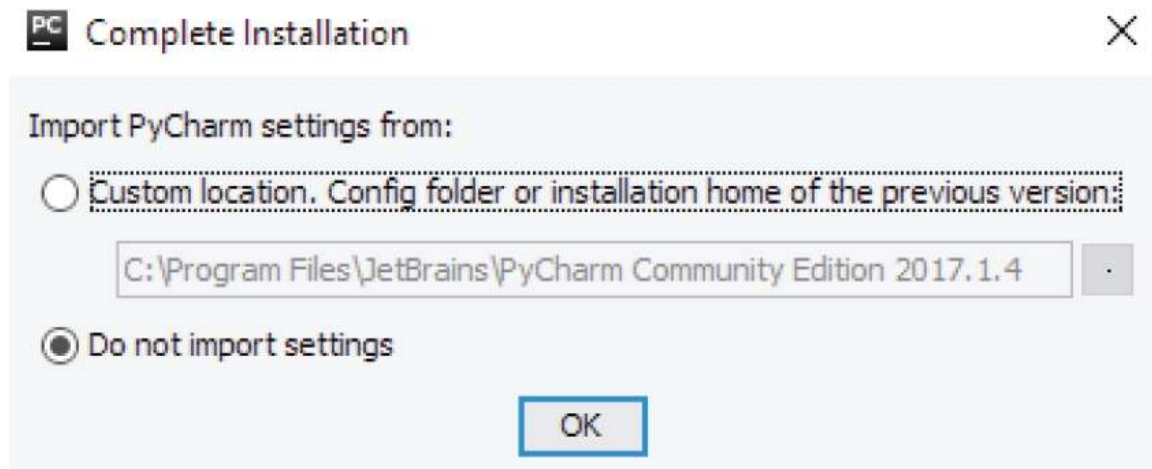 PC Complete Installation
Import PyCharm settings from:
Custom location. Config folder or installation home of the previous version:
C:\Program Files\JetBrains\PyCharm Community Edition 2017.1.4 .
Do not import settings
OK